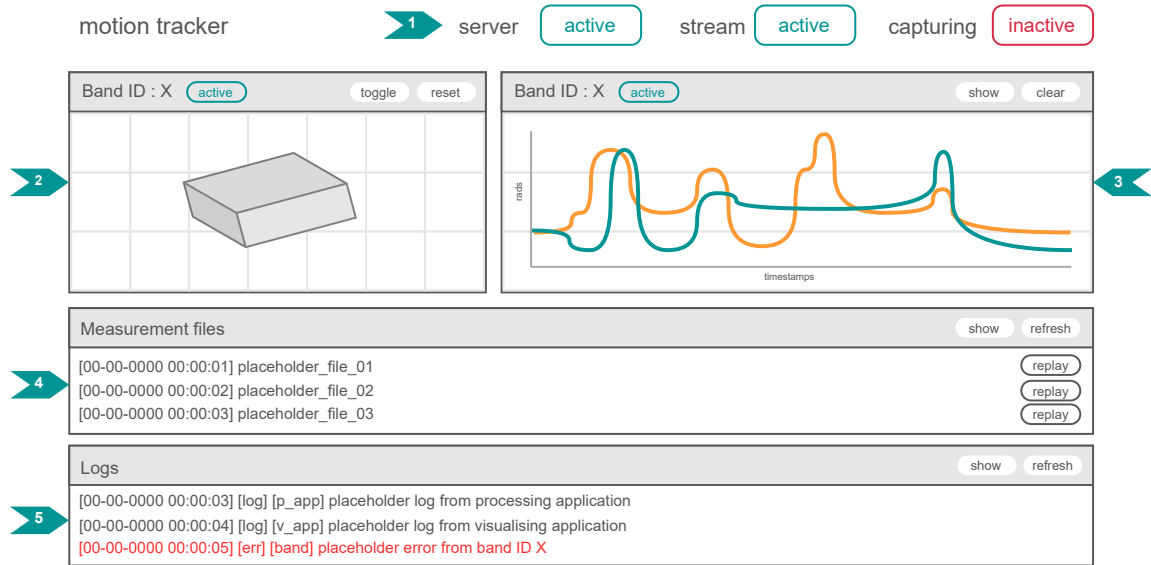 motion tracker 1 server active stream active capturing inactive
Band ID : X active toggle reset
Band ID : X active show clear
2
rads
3
timestamps
Measurement files show refresh
[00-00-0000 00:00:01] placeholder_file_01 replay
4
[00-00-0000 00:00:02] placeholder_file_02 replay
[00-00-0000 00:00:03] placeholder_file_03 replay
Logs show refresh
[00-00-0000 00:00:03] [log] [p_app] placeholder log from processing application
5
[00-00-0000 00:00:04] [log] [v_app] placeholder log from visualising application
[00-00-0000 00:00:05] [err] [band] placeholder error from band ID X